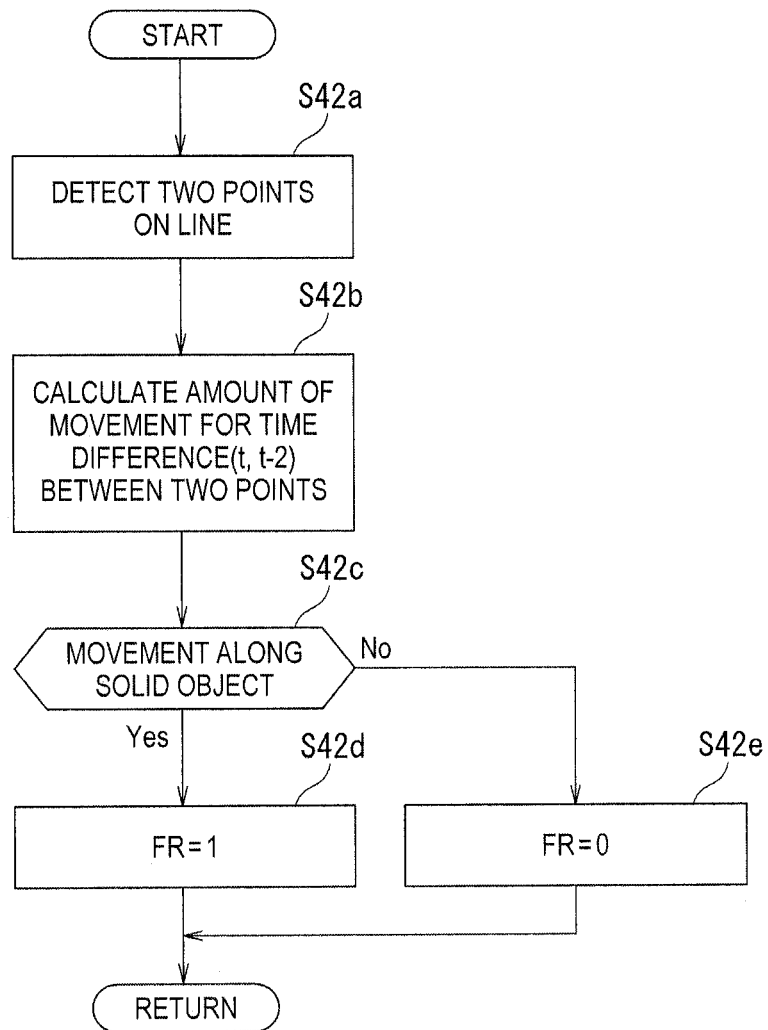 START
S42a
DETECT TWO POINTS
ON LINE
S42b
CALCULATE AMOUNT OF
MOVEMENT FOR TIME
DIFFERENCE(t, t-2)
BETWEEN TWO POINTS
S42c
MOVEMENT ALONG
SOLID OBJECT
No
Yes
S42d
S42e
FR=1
FR=0
RETURN